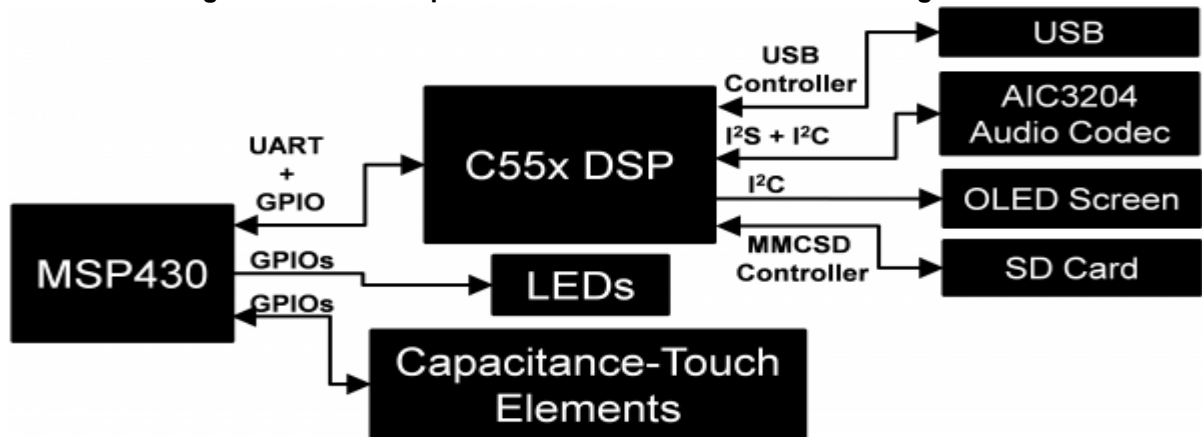 USB
USB
Controller
AIC3204
Audio Codec
I²S + I²C
C55x DSP
UART
+
GPIO
I²C
OLED Screen
MMCSD
Controller
SD Card
MSP430
GPIOs
LEDs
GPIOs
Capacitance-Touch
Elements